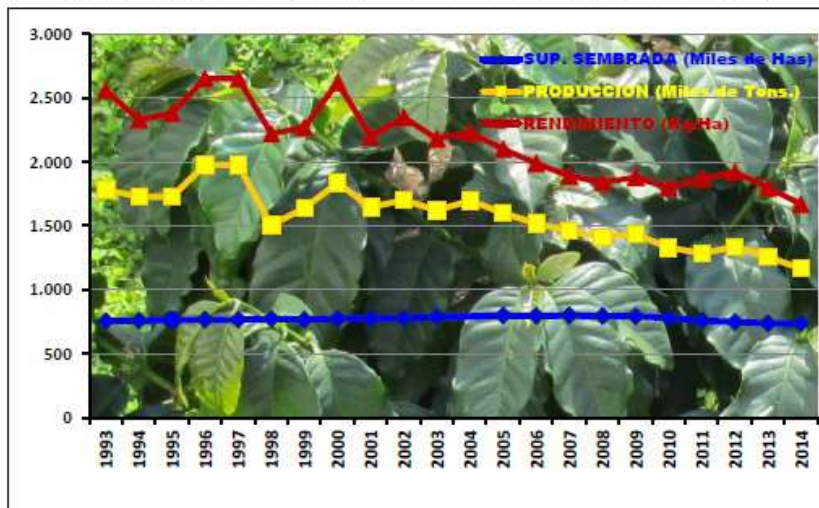 3.000
SUP. SEMBRADA (Miles de Has)
2.500
PRODUCCION (Miles de Tons.)
RENDIMIENTO (Kg/Ha)
2.000
1.500
1.000
500
0
1993 1994 1995 1996 1997 1998 1999 2000 2001 2002 2003 2004 2005 2006 2007 2008 2009 2010 2011 2012 2013 2014